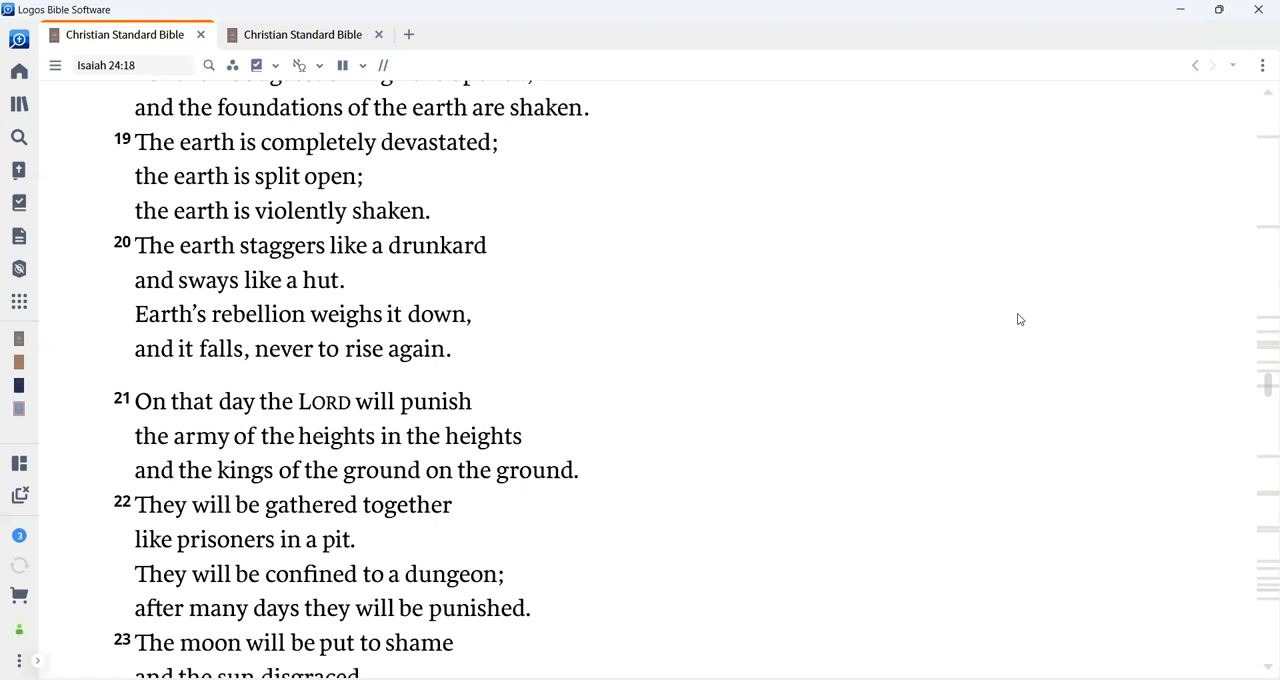 Logos Bible Software
Christian Standard Bible
Christian Standard Bible
Isaiah 24:18
and the foundations of the earth are shaken.
19 The earth is completely devastated;
the earth is split open;
the earth is violently shaken.
20 The earth staggers like a drunkard
and sways like a hut.
Earth’s rebellion weighs it down,
and it falls, never to rise again.
21 On that day the LORD will punish
the army of the heights in the heights
and the kings of the ground on the ground.
22 They will be gathered together
like prisoners in a pit.
They will be confined to a dungeon;
after many days they will be punished.
23 The moon will be put to shame
and the sun disgraced
3